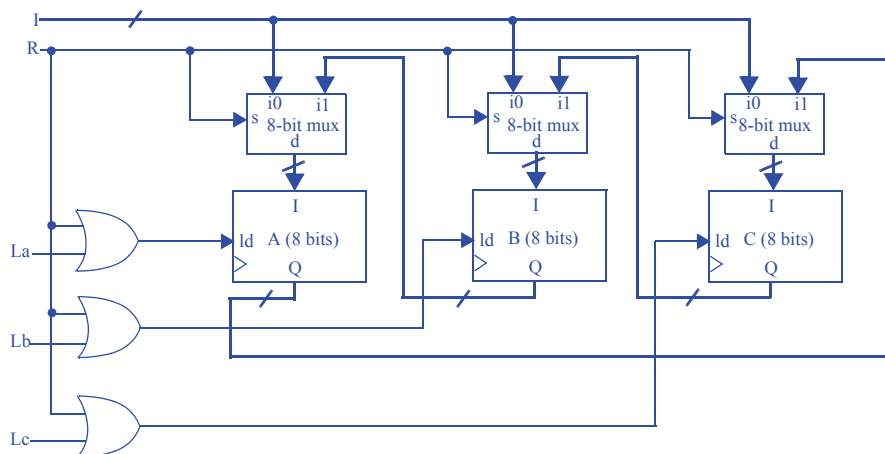 I
R
i0 i1
s 8-bit mux
d
i0 i1
s 8-bit mux
d
i0 i1
s 8-bit mux
d
I
ld A (8 bits)
Q
I
ld B (8 bits)
Q
I
ld C (8 bits)
Q
La
Lb
Lc